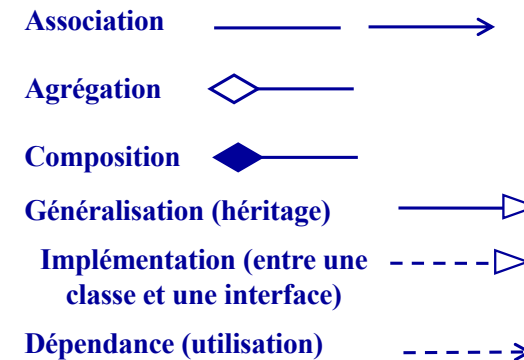 Association
Agrégation
Composition
Généralisation (héritage)
Implémentation (entre une
classe et une interface)
Dépendance (utilisation)